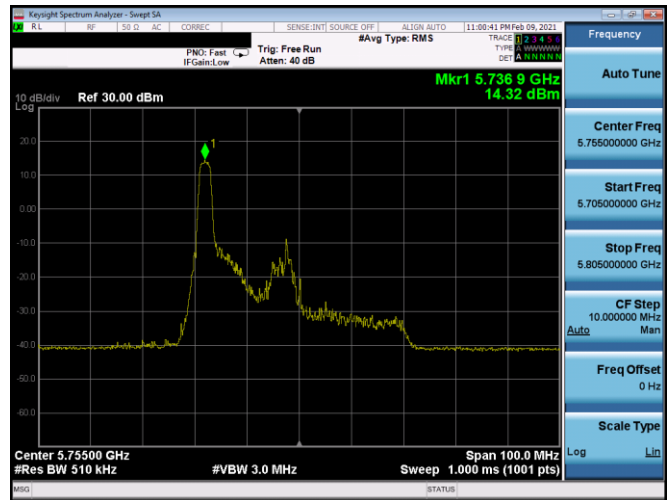 Keysight Spectrum Analyzer - Swept SA
RL RF 50 Ω AC CORREC SENSE:INT SOURCE OFF ALIGN AUTO 11:00:41 PM Feb 09, 2021
#Avg Type: RMS TRACE 1 2 3 4 5 6
PNO: Fast Trig: Free Run TYPE A WWWWW
IFGain:Low Atten: 40 dB DET A N N N N N
Mkr1 5.736 9 GHz
14.32 dBm
10 dB/div Ref 30.00 dBm
Log
1
20.0
10.0
0.00
-10.0
-20.0
-30.0
-40.0
-50.0
-60.0
Center 5.75500 GHz Span 100.0 MHz
#Res BW 510 kHz #VBW 3.0 MHz Sweep 1.000 ms (1001 pts)
MSG STATUS
Frequency
Auto Tune
Center Freq
5.755000000 GHz
Start Freq
5.705000000 GHz
Stop Freq
5.805000000 GHz
CF Step
10.000000 MHz
Auto Man
Freq Offset
0 Hz
Scale Type
Log Lin